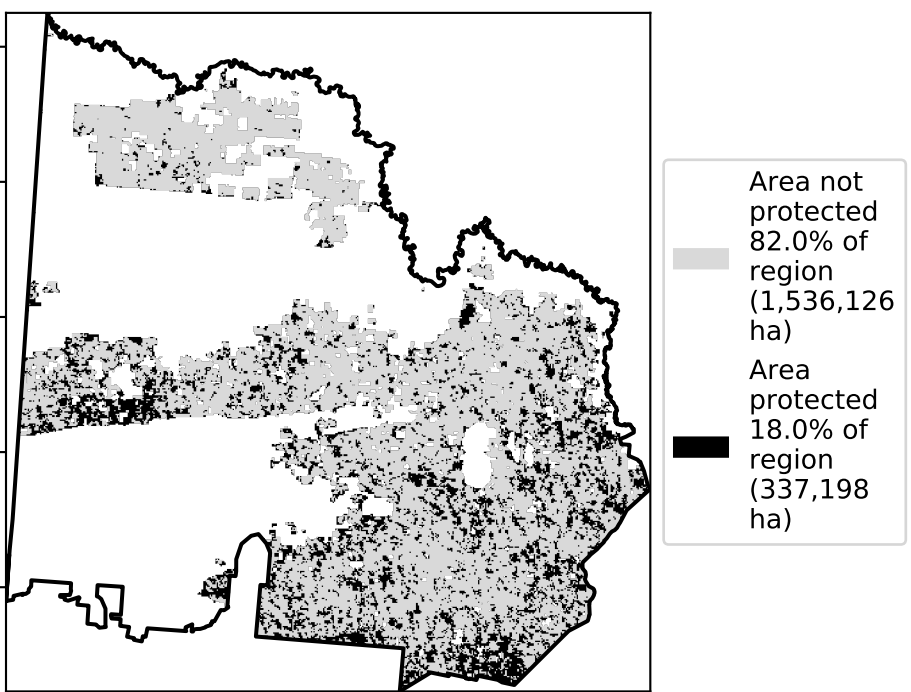 Area not
protected
82.0% of
region
(1,536,126
ha)
Area
protected
18.0% of
region
(337,198
ha)